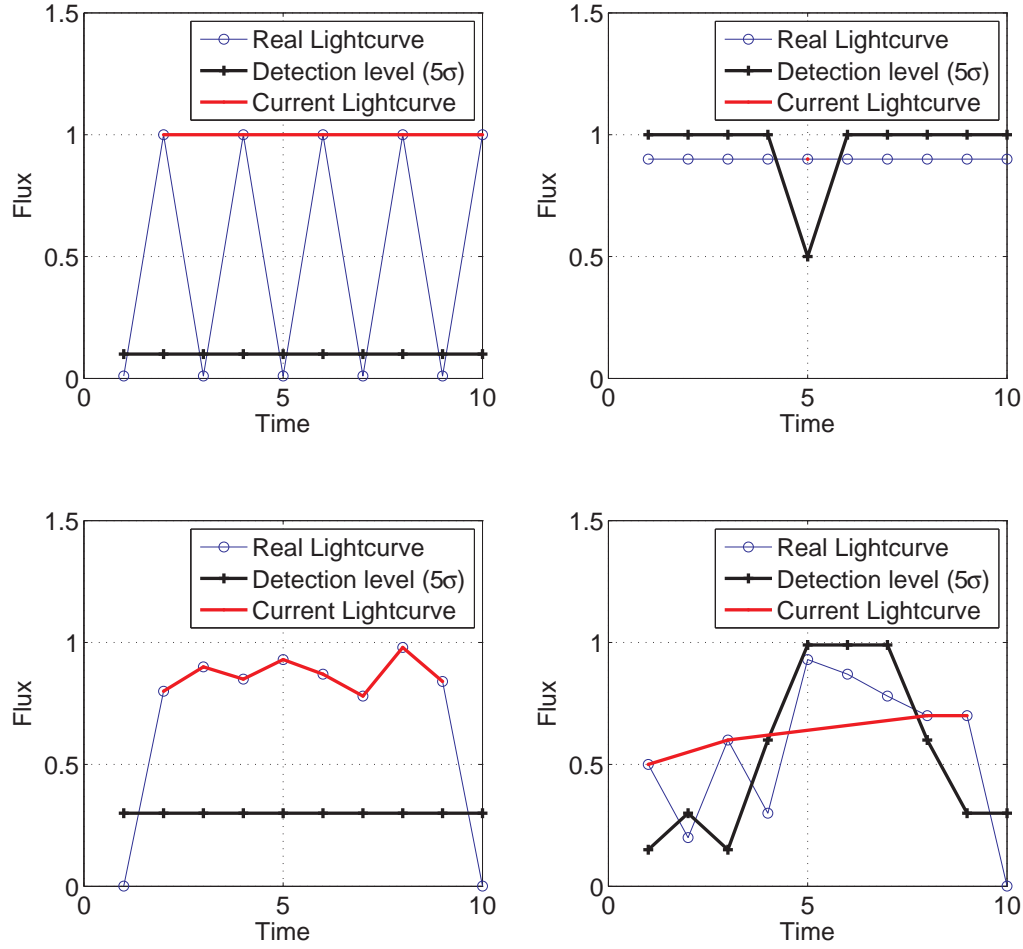 1.5
Real Lightcurve
Detection level (5σ)
Current Lightcurve
1
Flux
0.5
0
0
5
10
Time
1.5
Real Lightcurve
Detection level (5σ)
Current Lightcurve
1
Flux
0.5
0
0
5
10
Time
1.5
Real Lightcurve
Detection level (5σ)
Current Lightcurve
1
Flux
0.5
0
0
5
10
Time
1.5
Real Lightcurve
Detection level (5σ)
Current Lightcurve
1
Flux
0.5
0
0
5
10
Time